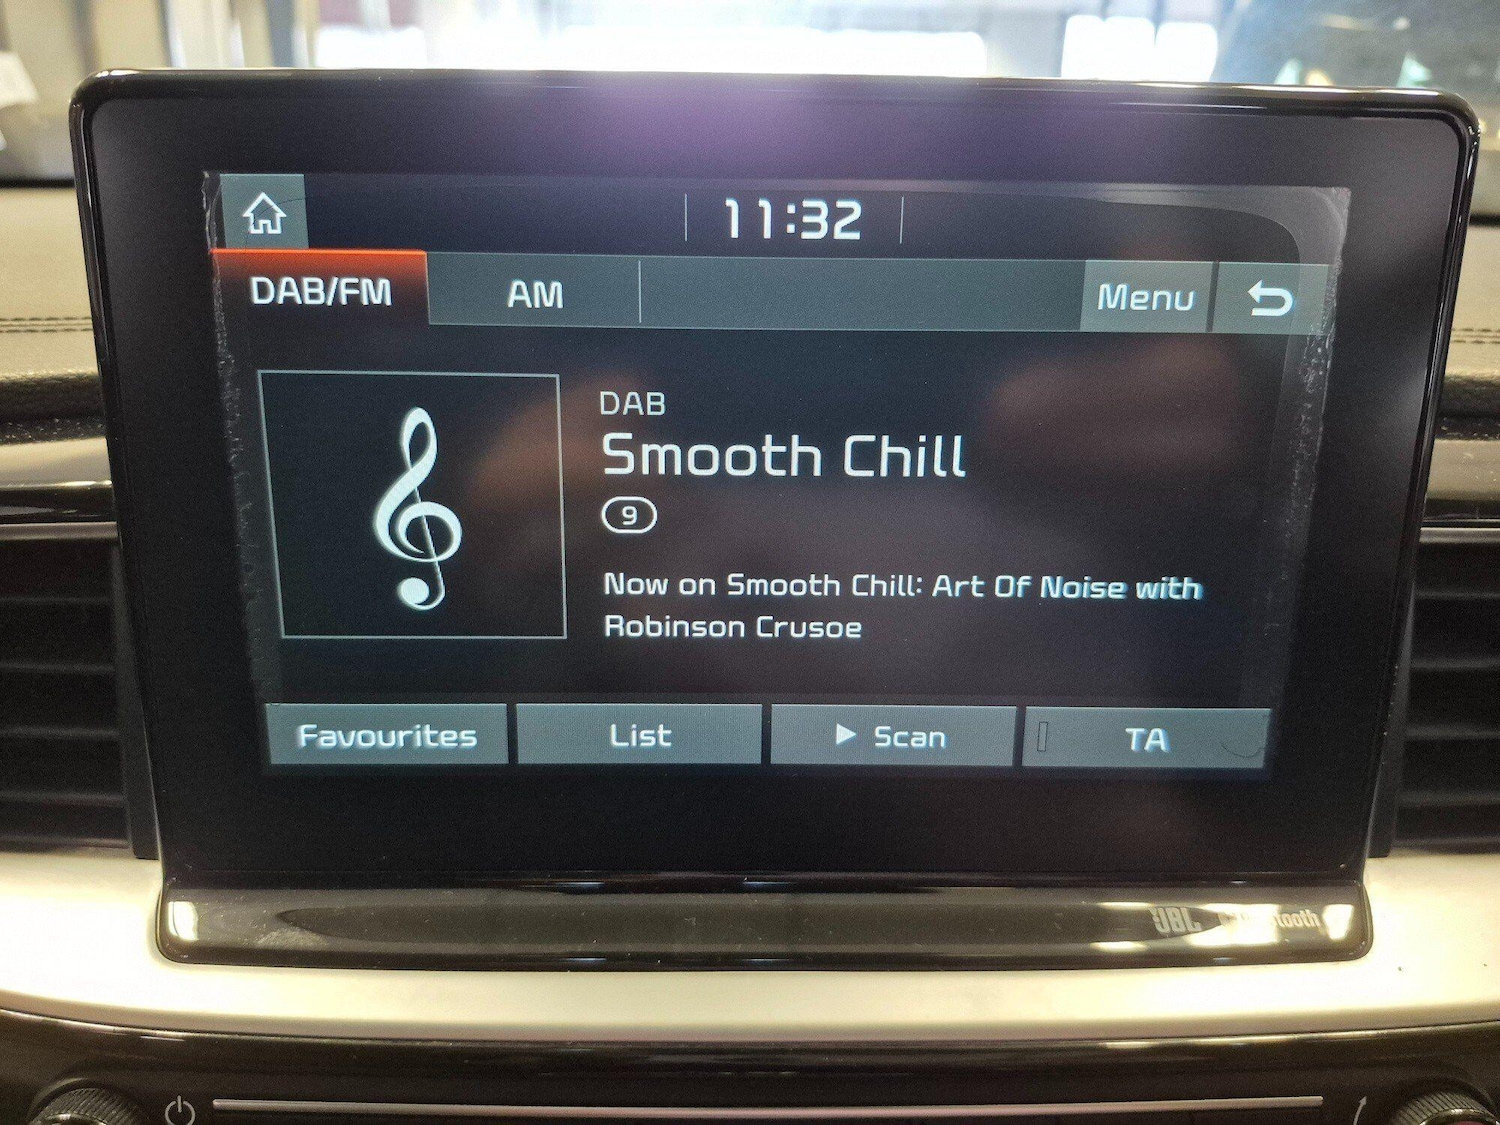 11:32
DAB/FM AM Menu
DAB
Smooth Chill
9
Now on Smooth Chill: Art Of Noise with
Robinson Crusoe
Favourites List Scan TA
JBL